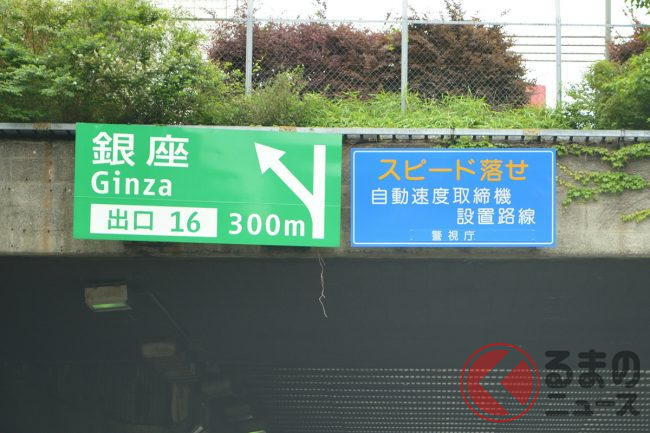 銀座
Ginza
出口 16 300m
スピード落せ
自動速度取締機
設置路線
警視庁
くるまの
ニュース